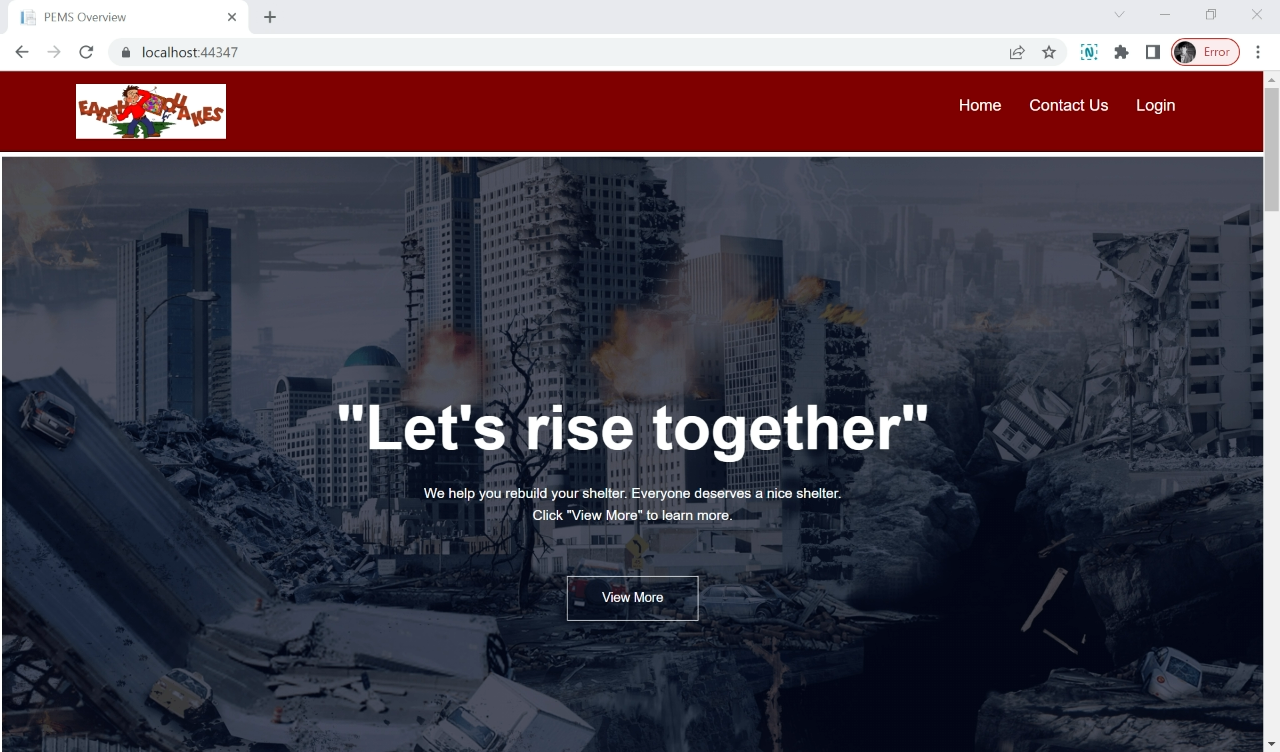 PEMS Overview
localhost:44347
Error
EARTHQUAKES
Home Contact Us Login
"Let's rise together"
We help you rebuild your shelter. Everyone deserves a nice shelter.
Click "View More" to learn more.
View More